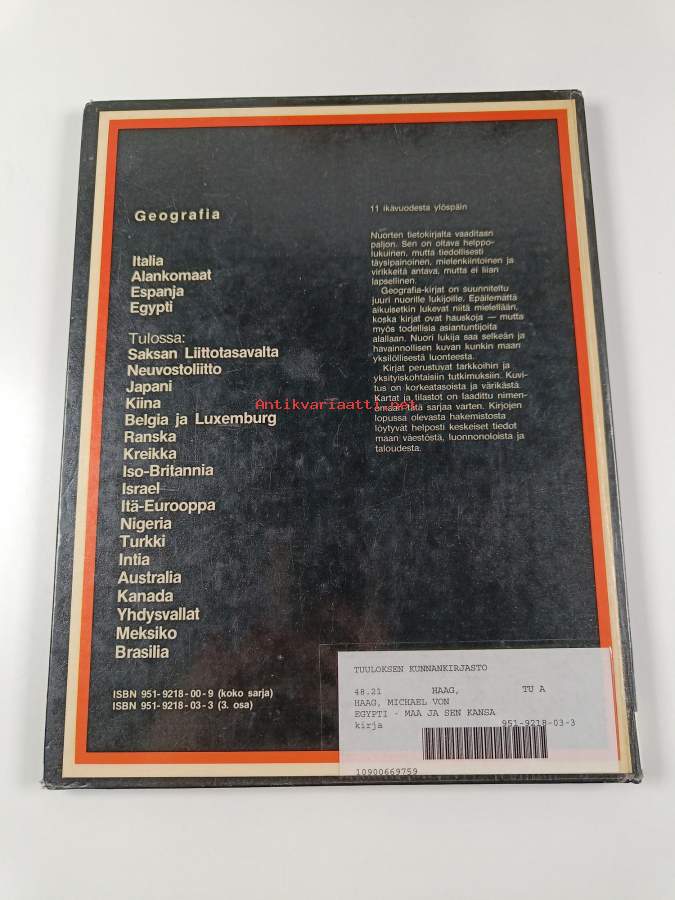 Geografia
Italia
Alankomaat
Espanja
Egypti
Tulossa:
Saksan Liittotasavalta
Neuvostoliitto
Japani
Kiina
Belgia ja Luxemburg
Ranska
Kreikka
Iso-Britannia
Israel
Itä-Eurooppa
Nigeria
Turkki
Intia
Australia
Kanada
Yhdysvallat
Meksiko
Brasilia
ISBN 951-9218-00-9 (koko sarja)
ISBN 951-9218-03-3 (3. osa)
11 ikävuodesta ylöspäin
Nuorten tietokirjalta vaaditaan
paljon. Sen on oltava helppo-
lukuinen, mutta tiedollisesti
täysipainoinen, mielenkiintoinen ja
virikkeitä antava, mutta ei liian
lapsellinen.
Geografia-kirjat on suunniteltu
juuri nuorille lukijoille. Epäilemättä
aikuisetkin lukevat niitä mielellään,
koska kirjat ovat hauskoja — mutta
myös todellisia asiantuntijoita
alallaan. Nuori lukija saa selkeän ja
havainnollisen kuvan kunkin maan
yksilöllisestä luonteesta.
Kirjat perustuvat tarkkoihin ja
yksityiskohtaisiin tutkimuksiin. Kuvi-
tus on korkeatasoista ja värikästä.
Kartat ja tilastot on laadittu nimen-
omaan tätä sarjaa varten. Kirjojen
lopussa olevasta hakemistosta
löytyvät helposti keskeiset tiedot
maan väestöstä, luonnonoloista ja
taloudesta.
Antikvariaatti.net
TUULOKSEN KUNNANKIRJASTO
48.21 HAAG, TU A
HAAG, MICHAEL VON
EGYPTI - MAA JA SEN KANSA
kirja 951-9218-03-3
10900669759